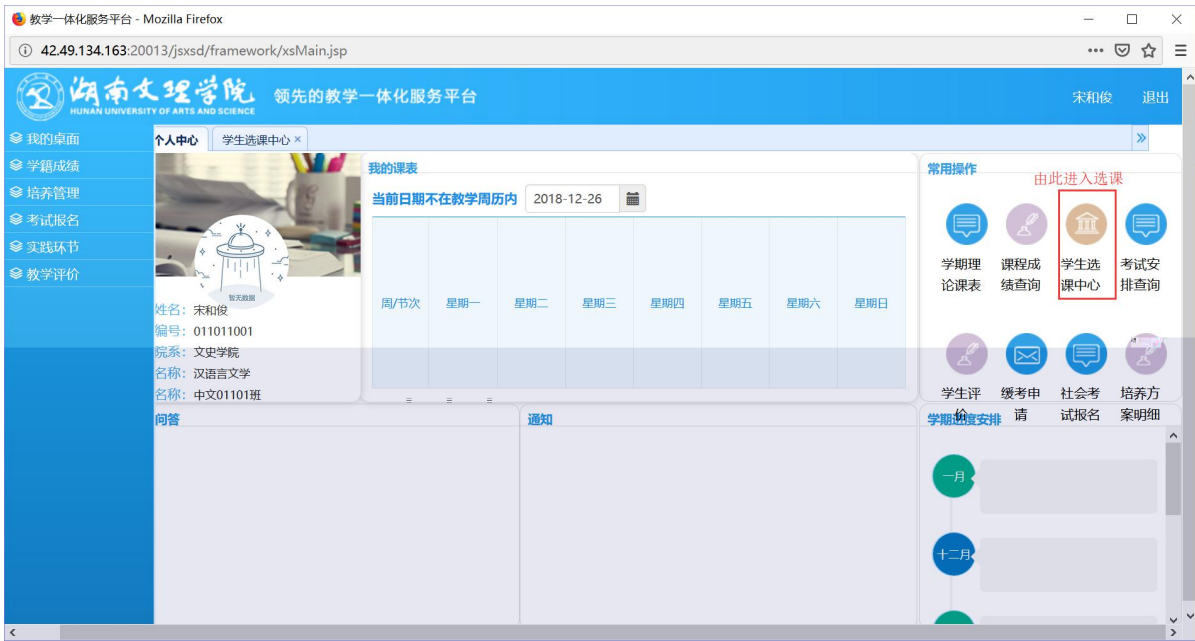 教学一体化服务平台 - Mozilla Firefox
42.49.134.163:20013/jsxsd/framework/xsMain.jsp
湖南文理学院
HUNAN UNIVERSITY OF ARTS AND SCIENCE
领先的教学一体化服务平台
宋和俊 退出
我的桌面
学籍成绩
培养管理
考试报名
实践环节
教学评价
个人中心 学生选课中心 ×
暂无数据
姓名：宋和俊
编号：011011001
院系：文史学院
名称：汉语言文学
名称：中文01101班
我的课表
当前日期不在教学周历内 2018-12-26
周/节次 星期一 星期二 星期三 星期四 星期五 星期六 星期日
二 二 二
常用操作
由此进入选课
学期理论课表
课程成绩查询
学生选课中心
考试安排查询
学生评价
缓考申请
社会考试报名
培养方案明细
问答
通知
学期进度安排
一月
十二月